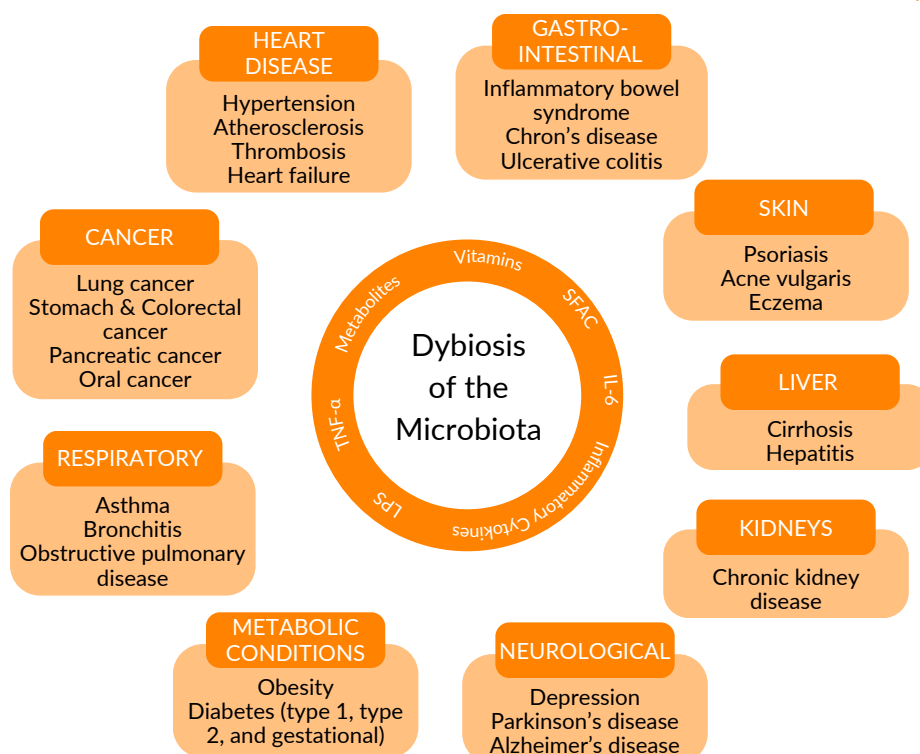 HEART
DISEASE
Hypertension
Atherosclerosis
Thrombosis
Heart failure
GASTRO-
INTESTINAL
Inflammatory bowel
syndrome
Chron's disease
Ulcerative colitis
SKIN
Psoriasis
Acne vulgaris
Eczema
CANCER
Lung cancer
Stomach & Colorectal
cancer
Pancreatic cancer
Oral cancer
Vitamins
SFAC
IL-6
Inflammatory Cytokines
LPS
TNF-α
Metabolites
Dybiosis
of the
Microbiota
LIVER
Cirrhosis
Hepatitis
RESPIRATORY
Asthma
Bronchitis
Obstructive pulmonary
disease
KIDNEYS
Chronic kidney
disease
METABOLIC
CONDITIONS
Obesity
Diabetes (type 1, type
2, and gestational)
NEUROLOGICAL
Depression
Parkinson's disease
Alzheimer's disease